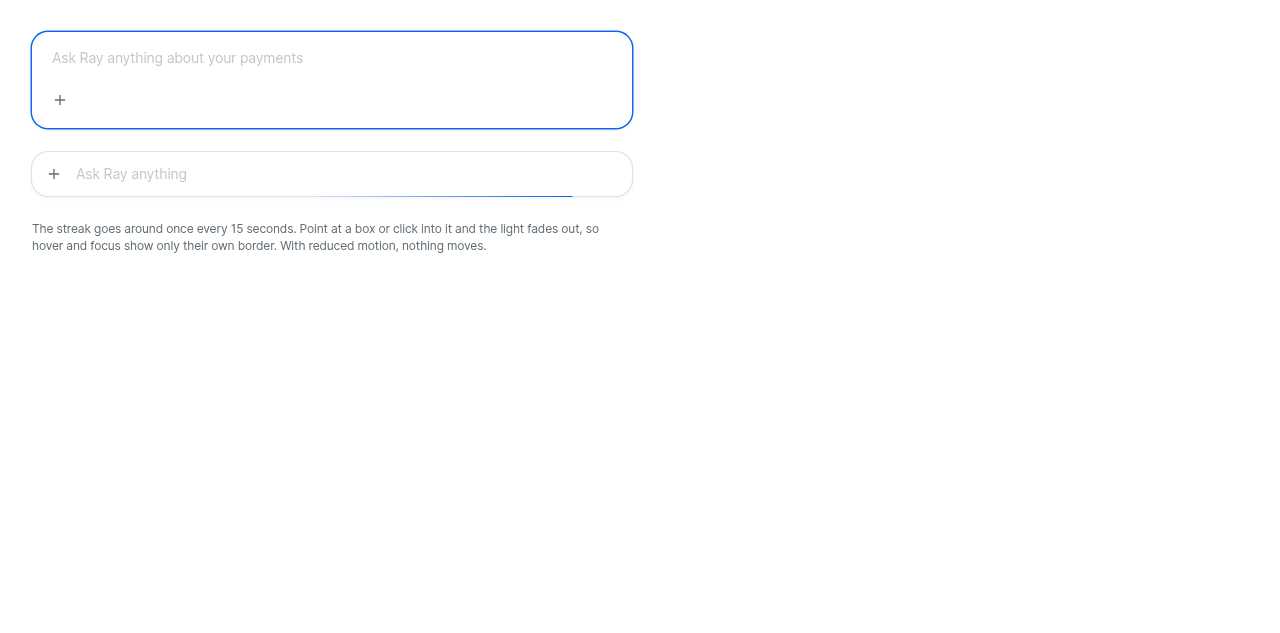 Ask Ray anything about your payments
Ask Ray anything
The streak goes around once every 15 seconds. Point at a box or click into it and the light fades out, so
hover and focus show only their own border. With reduced motion, nothing moves.